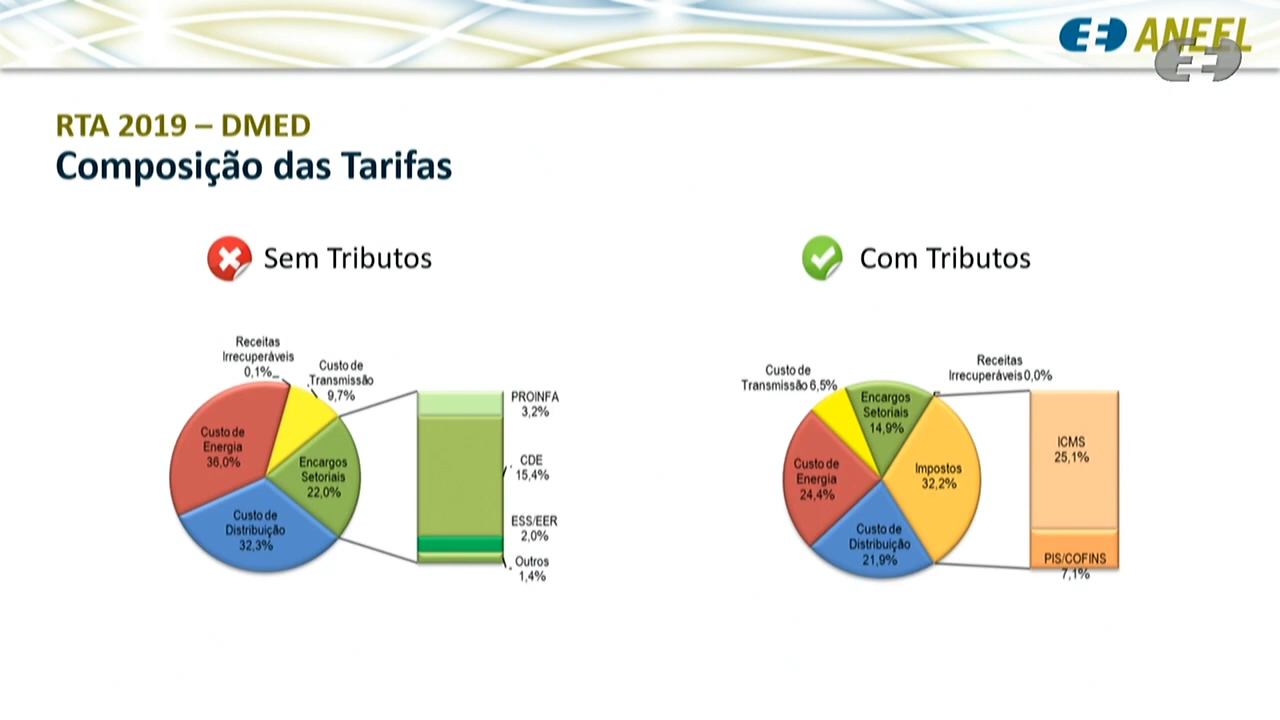 ANEEL
RTA 2019 – DMED
Composição das Tarifas
Sem Tributos
Receitas
Irrecuperáveis
0,1%
Custo de
Transmissão
9,7%
Custo de
Energia
36,0%
Encargos
Setoriais
22,0%
Custo de
Distribuição
32,3%
PROINFA
3,2%
CDE
15,4%
ESS/EER
2,0%
Outros
1,4%
Com Tributos
Receitas
Irrecuperáveis 0,0%
Custo de
Transmissão 6,5%
Encargos
Setoriais
14,9%
Custo de
Energia
24,4%
Impostos
32,2%
Custo de
Distribuição
21,9%
ICMS
25,1%
PIS/COFINS
7,1%